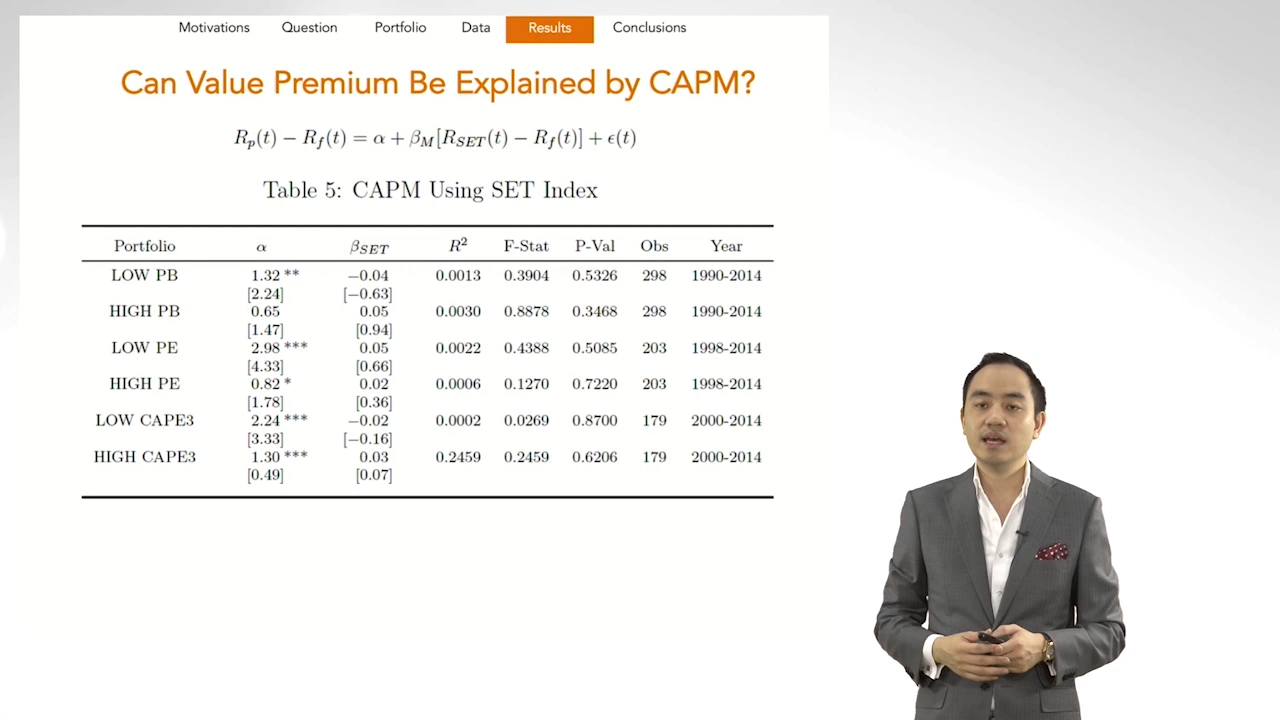 Motivations Question Portfolio Data Results Conclusions
Can Value Premium Be Explained by CAPM?
R_p(t) − R_f(t) = α + β_M[R_SET(t) − R_f(t)] + ϵ(t)
Table 5: CAPM Using SET Index
Portfolio α β_SET R² F-Stat P-Val Obs Year
LOW PB 1.32 ** −0.04 0.0013 0.3904 0.5326 298 1990-2014
[2.24] [−0.63]
HIGH PB 0.65 0.05 0.0030 0.8878 0.3468 298 1990-2014
[1.47] [0.94]
LOW PE 2.98 *** 0.05 0.0022 0.4388 0.5085 203 1998-2014
[4.33] [0.66]
HIGH PE 0.82 * 0.02 0.0006 0.1270 0.7220 203 1998-2014
[1.78] [0.36]
LOW CAPE3 2.24 *** −0.02 0.0002 0.0269 0.8700 179 2000-2014
[3.33] [−0.16]
HIGH CAPE3 1.30 *** 0.03 0.2459 0.2459 0.6206 179 2000-2014
[0.49] [0.07]